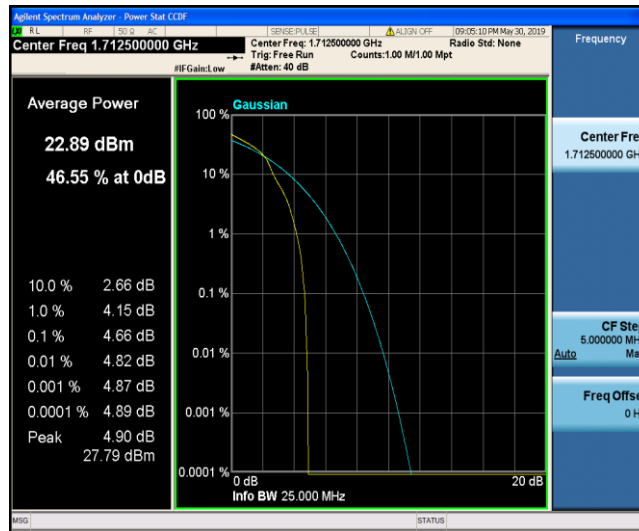 Agilent Spectrum Analyzer - Power Stat CCDF
RL RF 50 Ω AC SENSE:PULSE ALIGN OFF 09:05:10 PM May 30, 2019
Center Freq 1.712500000 GHz
Center Freq: 1.712500000 GHz Radio Std: None
Trig: Free Run Counts:1.00 M/1.00 Mpt
#IFGain:Low #Atten: 40 dB
Frequency
Average Power
22.89 dBm
46.55 % at 0dB
10.0 % 2.66 dB
1.0 % 4.15 dB
0.1 % 4.66 dB
0.01 % 4.82 dB
0.001 % 4.87 dB
0.0001 % 4.89 dB
Peak 4.90 dB
27.79 dBm
Gaussian
100 %
10 %
1 %
0.1 %
0.01 %
0.001 %
0.0001 %
0 dB 20 dB
Info BW 25.000 MHz
Center Fre
1.712500000 GH
CF Ste
5.000000 MH
Auto Ma
Freq Offse
0 H
MSG STATUS